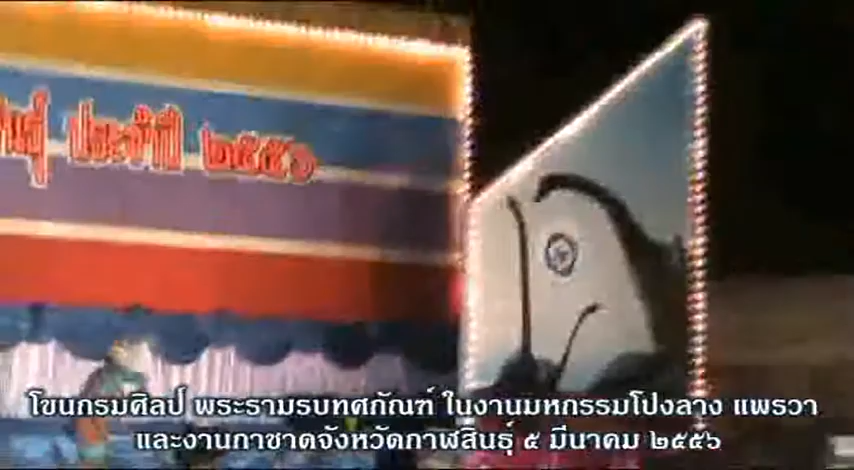 ประจำปี ๒๕๕๖
โขนกรมศิลป์ พระรามรบทศกัณฑ์ ในงานมหกรรมโปงลาง แพรวา
และงานกาชาดจังหวัดกาฬสินธุ์ ๕ มีนาคม ๒๕๕๖